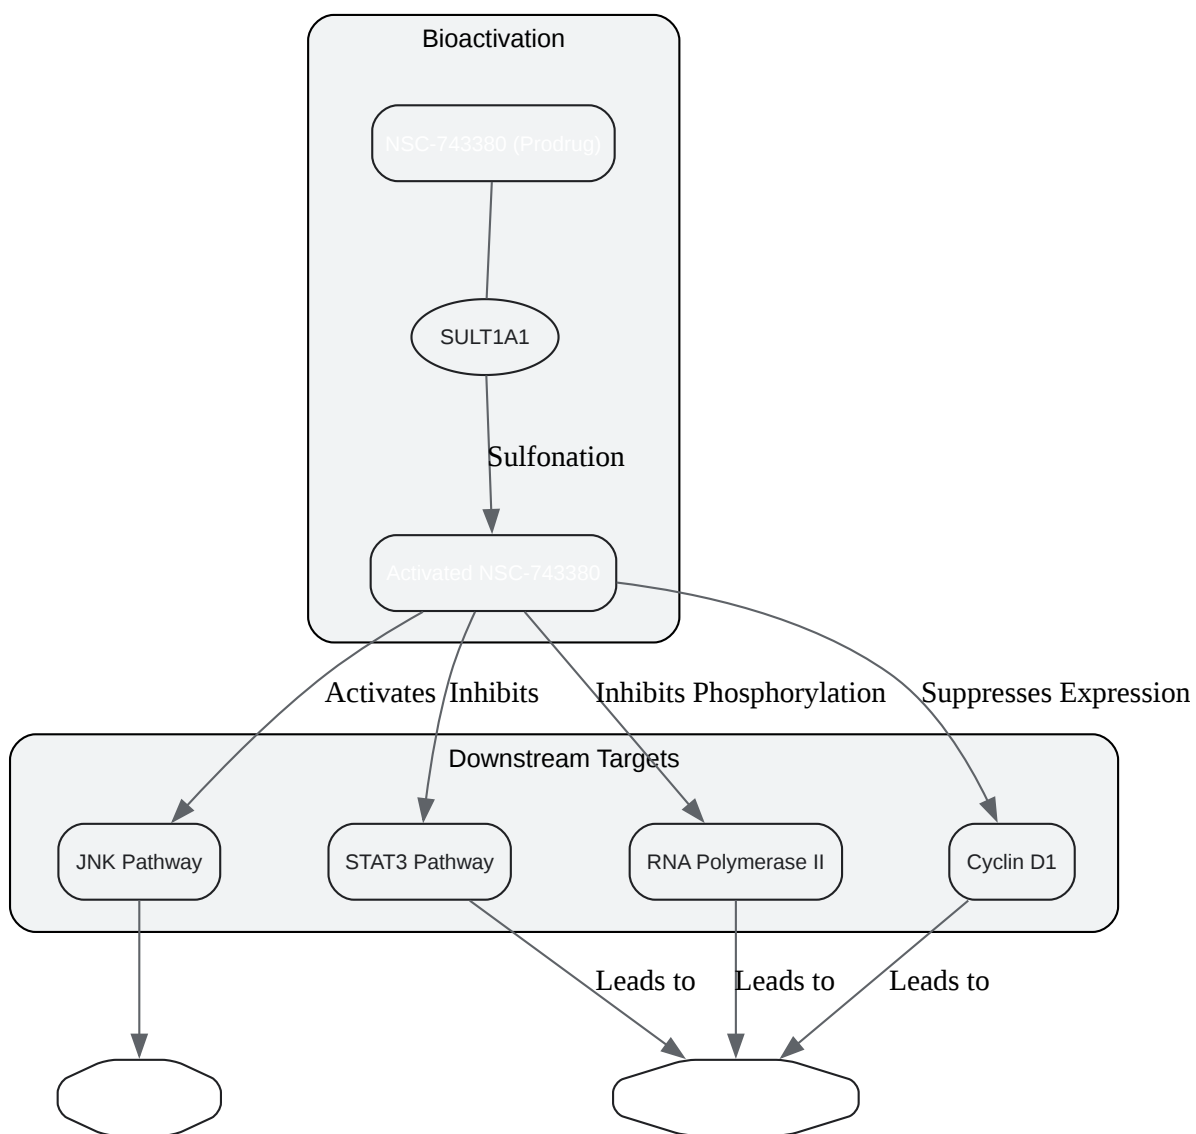 Bioactivation
NSC-743380 (Prodrug)
SULT1A1
Sulfonation
Activated NSC-743380
Activates
Inhibits
Inhibits Phosphorylation
Suppresses Expression
Downstream Targets
JNK Pathway
STAT3 Pathway
RNA Polymerase II
Cyclin D1
Leads to
Leads to
Leads to